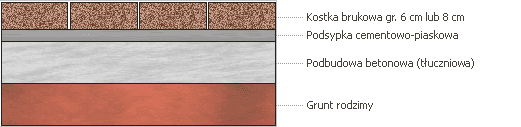 Kostka brukowa gr. 6 cm lub 8 cm
Podsypka cementowo-piaskowa
Podbudowa betonowa (tłuczniowa)
Grunt rodzimy